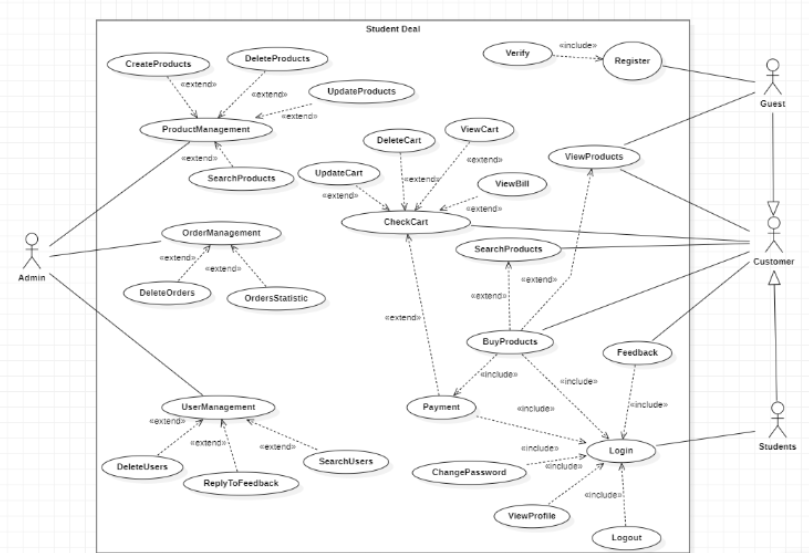 Student Deal
Verify
«include»
Register
CreateProducts
DeleteProducts
«extend»
«extend»
UpdateProducts
«extend»
ProductManagement
Guest
«extend»
SearchProducts
DeleteCart
ViewCart
ViewProducts
«extend»
UpdateCart
«extend»
«extend»
ViewBill
«extend»
CheckCart
OrderManagement
SearchProducts
Customer
Admin
«extend»
«extend»
«extend»
«extend»
DeleteOrders
OrdersStatistic
«extend»
BuyProducts
Feedback
«include»
«include»
UserManagement
Payment
«include»
«include»
Students
«extend»
«extend»
«extend»
«include»
Login
DeleteUsers
SearchUsers
ReplyToFeedback
ChangePassword
«include»
«include»
ViewProfile
Logout